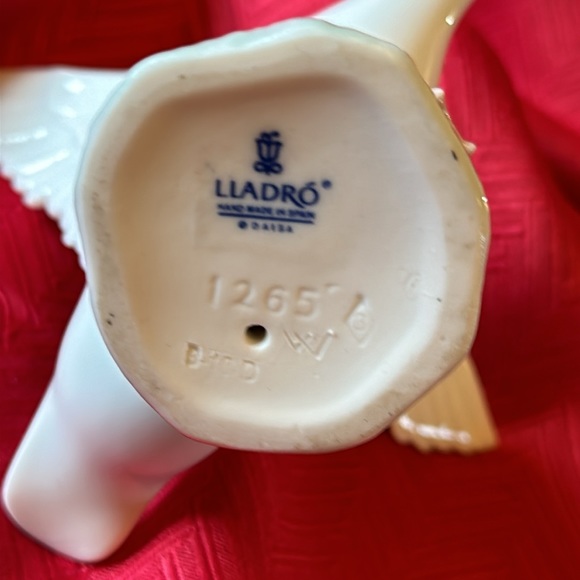 LLADRÓ®
HAND MADE IN SPAIN
© DAISA
1265
W